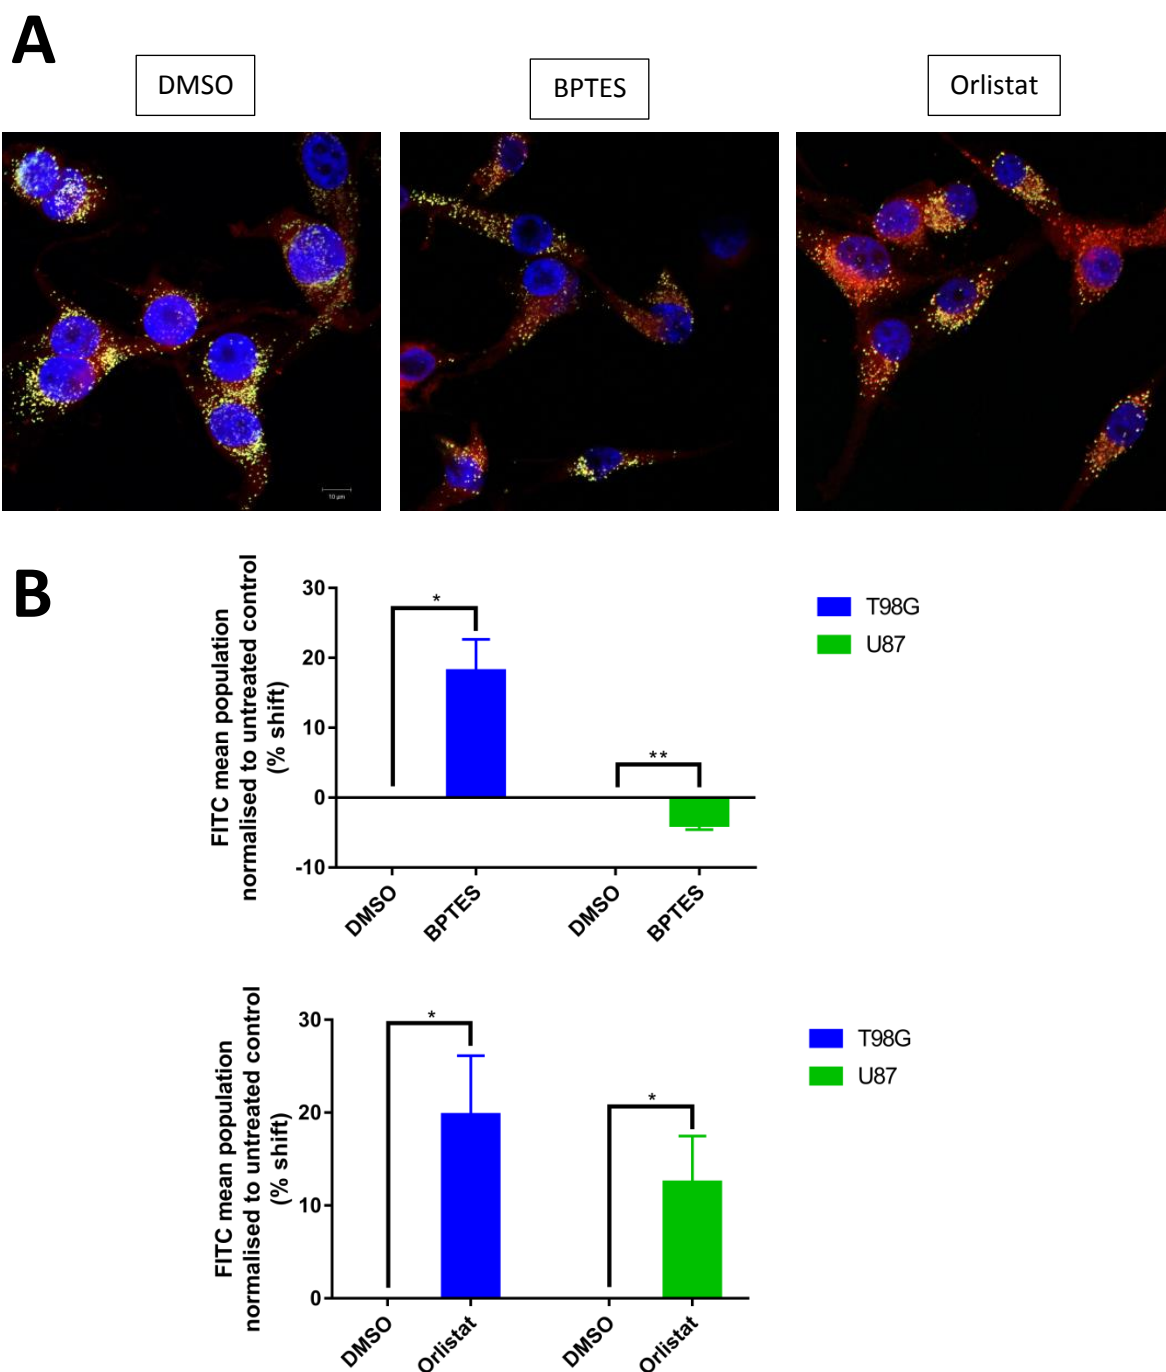 A
DMSO
BPTES
Orlistat
10 µm
B
FITC mean population
normalised to untreated control
(% shift)
30
20
10
0
-10
*
**
DMSO
BPTES
DMSO
BPTES
T98G
U87
FITC mean population
normalised to untreated control
(% shift)
30
20
10
0
*
*
DMSO
Orlistat
DMSO
Orlistat
T98G
U87